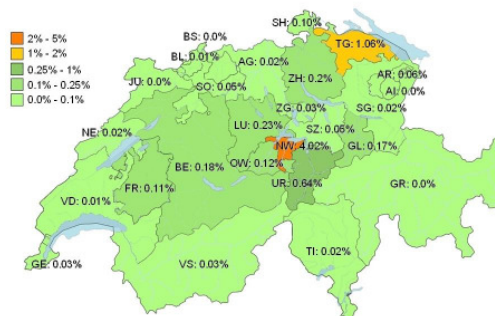 2% - 5%
1% - 2%
0.25% - 1%
0.1% - 0.25%
0.0% - 0.1%
SH: 0.10%
BS: 0.0%
TG: 1.06%
BL: 0.01%
AG: 0.02%
ZH: 0.2%
AR: 0.06%
JU: 0.0%
SO: 0.05%
AI: 0.0%
ZG: 0.03%
SG: 0.02%
NE: 0.02%
LU: 0.23%
SZ: 0.05%
NW: 4.02%
GL: 0.17%
BE: 0.18%
OW: 0.12%
FR: 0.11%
UR: 0.64%
GR: 0.0%
VD: 0.01%
GE: 0.03%
VS: 0.03%
TI: 0.02%